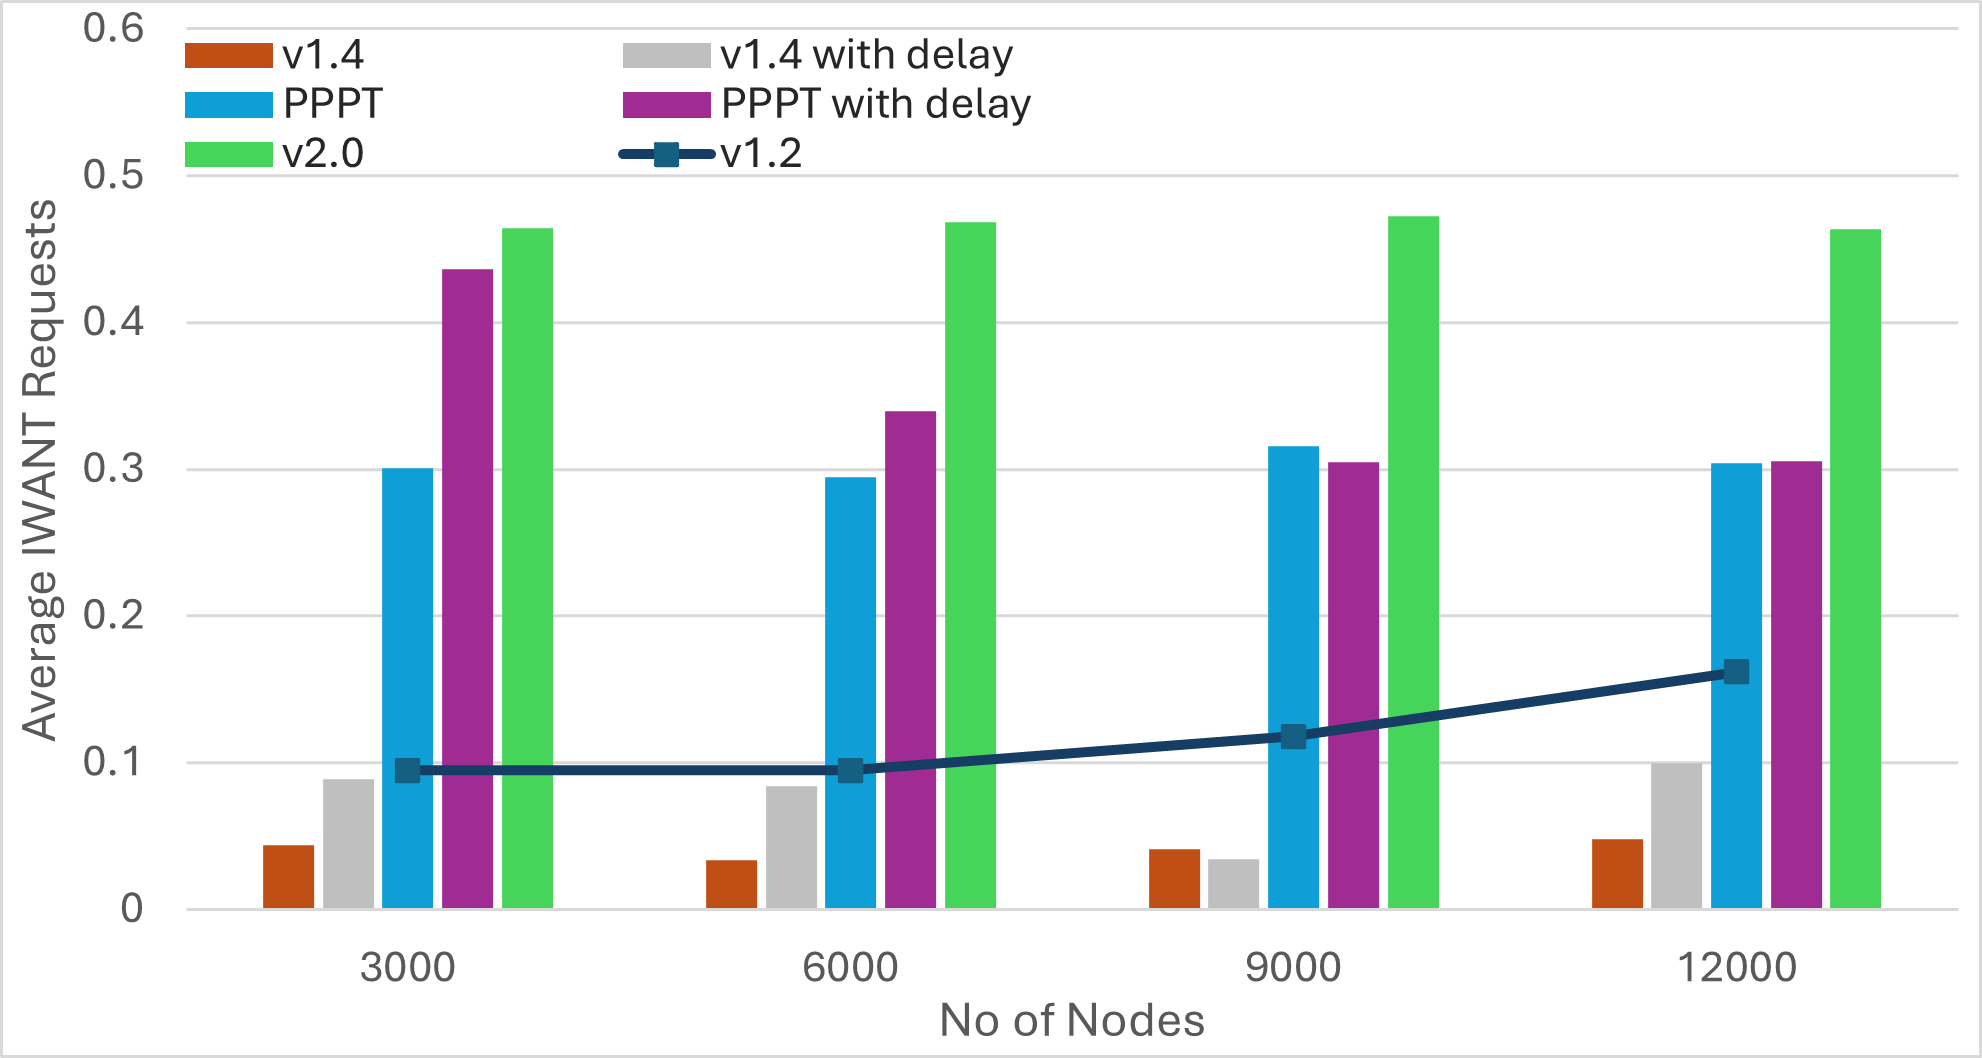 0.6
0.5
0.4
0.3
0.2
0.1
0
Average IWANT Requests
v1.4
v1.4 with delay
PPPT
PPPT with delay
v2.0
v1.2
3000
6000
9000
12000
No of Nodes